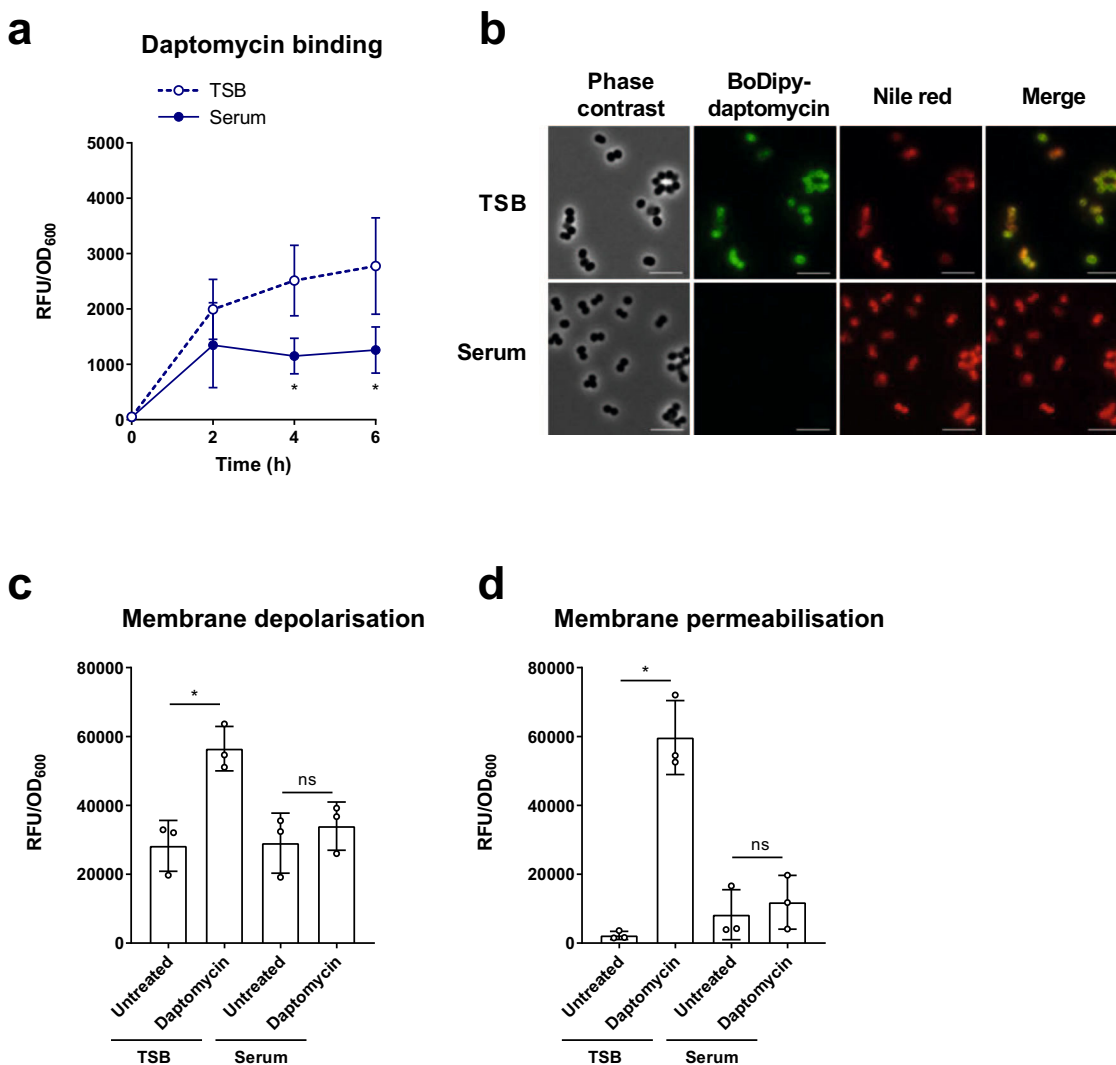 a
Daptomycin binding
TSB
Serum
5000
4000
3000
2000
1000
0
RFU/OD600
* *
0 2 4 6
Time (h)
b
Phase contrast
BoDipy-daptomycin
Nile red
Merge
TSB
Serum
c
Membrane depolarisation
80000
60000
40000
20000
0
RFU/OD600
*
ns
Untreated
Daptomycin
Untreated
Daptomycin
TSB
Serum
d
Membrane permeabilisation
80000
60000
40000
20000
0
RFU/OD600
*
ns
Untreated
Daptomycin
Untreated
Daptomycin
TSB
Serum